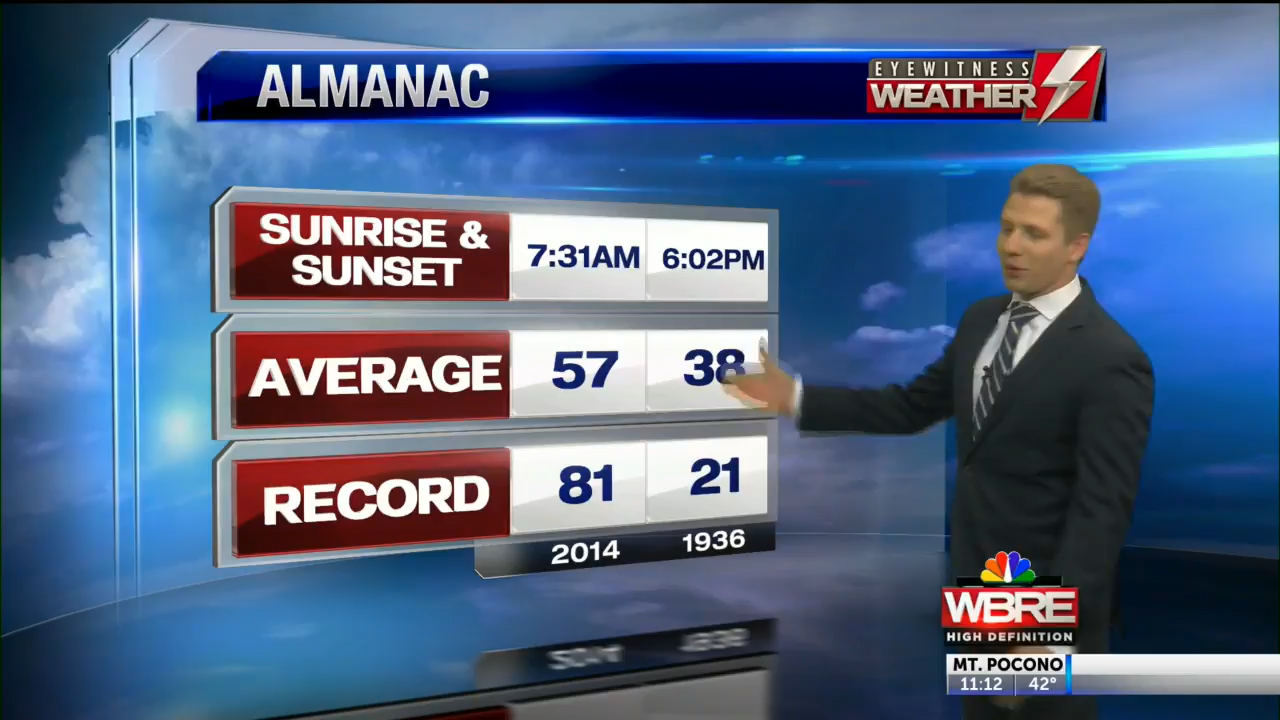 ALMANAC
EYEWITNESS
WEATHER
SUNRISE &
SUNSET
7:31AM 6:02PM
AVERAGE 57 38
RECORD 81 21
2014 1936
WBRE
HIGH DEFINITION
MT. POCONO
11:12 42°